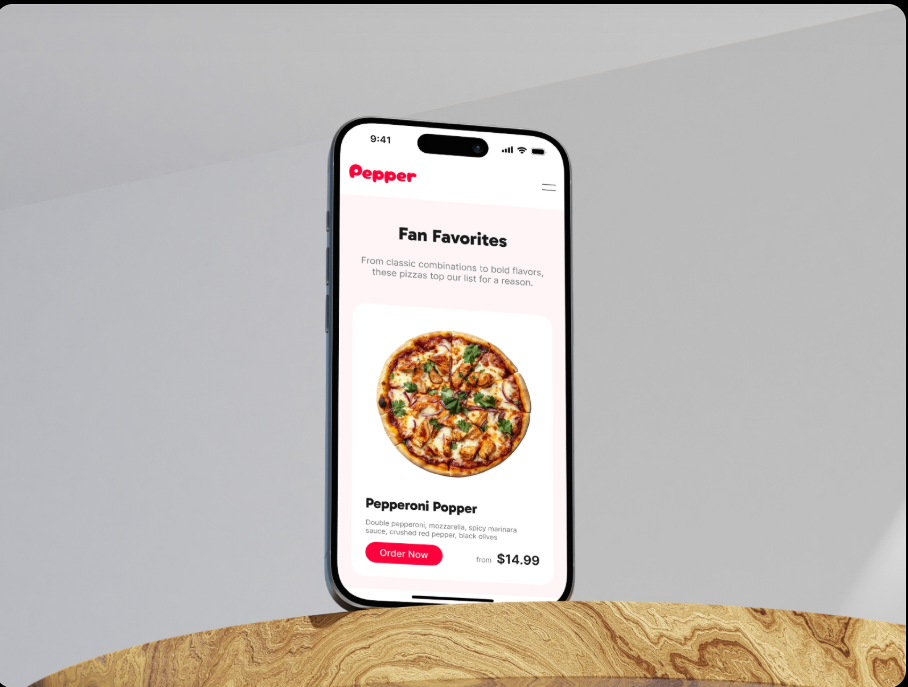 9:41
Pepper
Fan Favorites
From classic combinations to bold flavors,
these pizzas top our list for a reason.
Pepperoni Popper
Double pepperoni, mozzarella, spicy marinara
sauce, crushed red pepper, black olives
Order Now
from $14.99